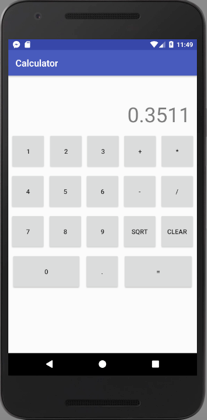 11:49
Calculator
0.3511
1 2 3 + *
4 5 6 - /
7 8 9 SQRT CLEAR
0 . =